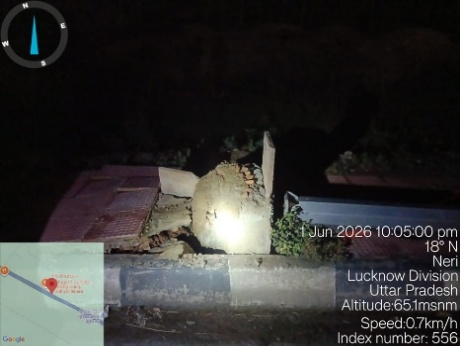 N
W
E
S
1 Jun 2026 10:05:00 pm
18° N
Neri
Lucknow Division
Uttar Pradesh
Altitude:65.1msnm
Speed:0.7km/h
Index number: 556
Google